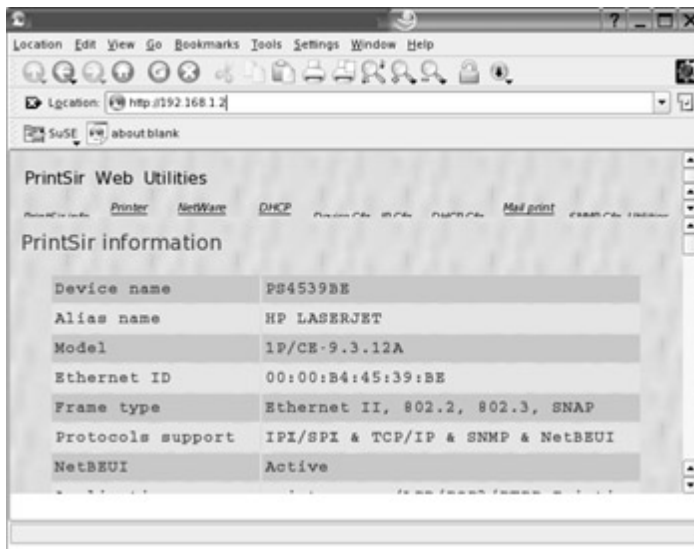 Location Edit View Go Bookmarks Tools Settings Window Help
Location: http://192.168.1.2
SuSE about:blank
PrintSir Web Utilities
Printer NetWare DHCP Mail print
PrintSir information
Device name PS4539BE
Alias name HP LASERJET
Model 1P/CE-9.3.12A
Ethernet ID 00:00:B4:45:39:BE
Frame type Ethernet II, 802.2, 802.3, SNAP
Protocols support IPX/SPX & TCP/IP & SNMP & NetBEUI
NetBEUI Active